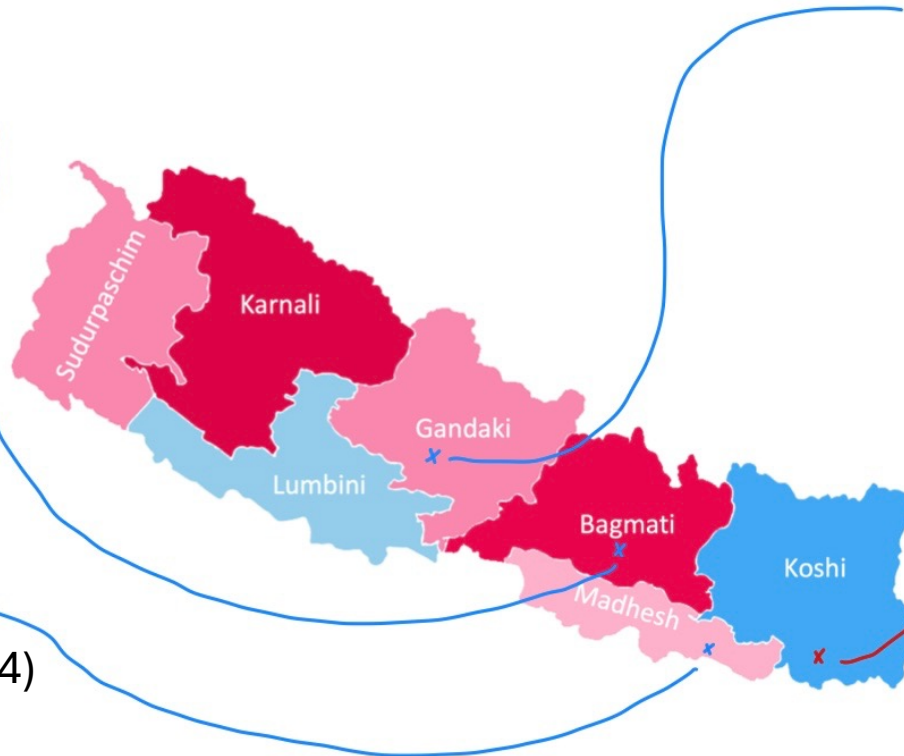 Sudurpaschim
Karnali
Gandaki
Lumbini
Bagmati
Koshi
Madhesh
4)